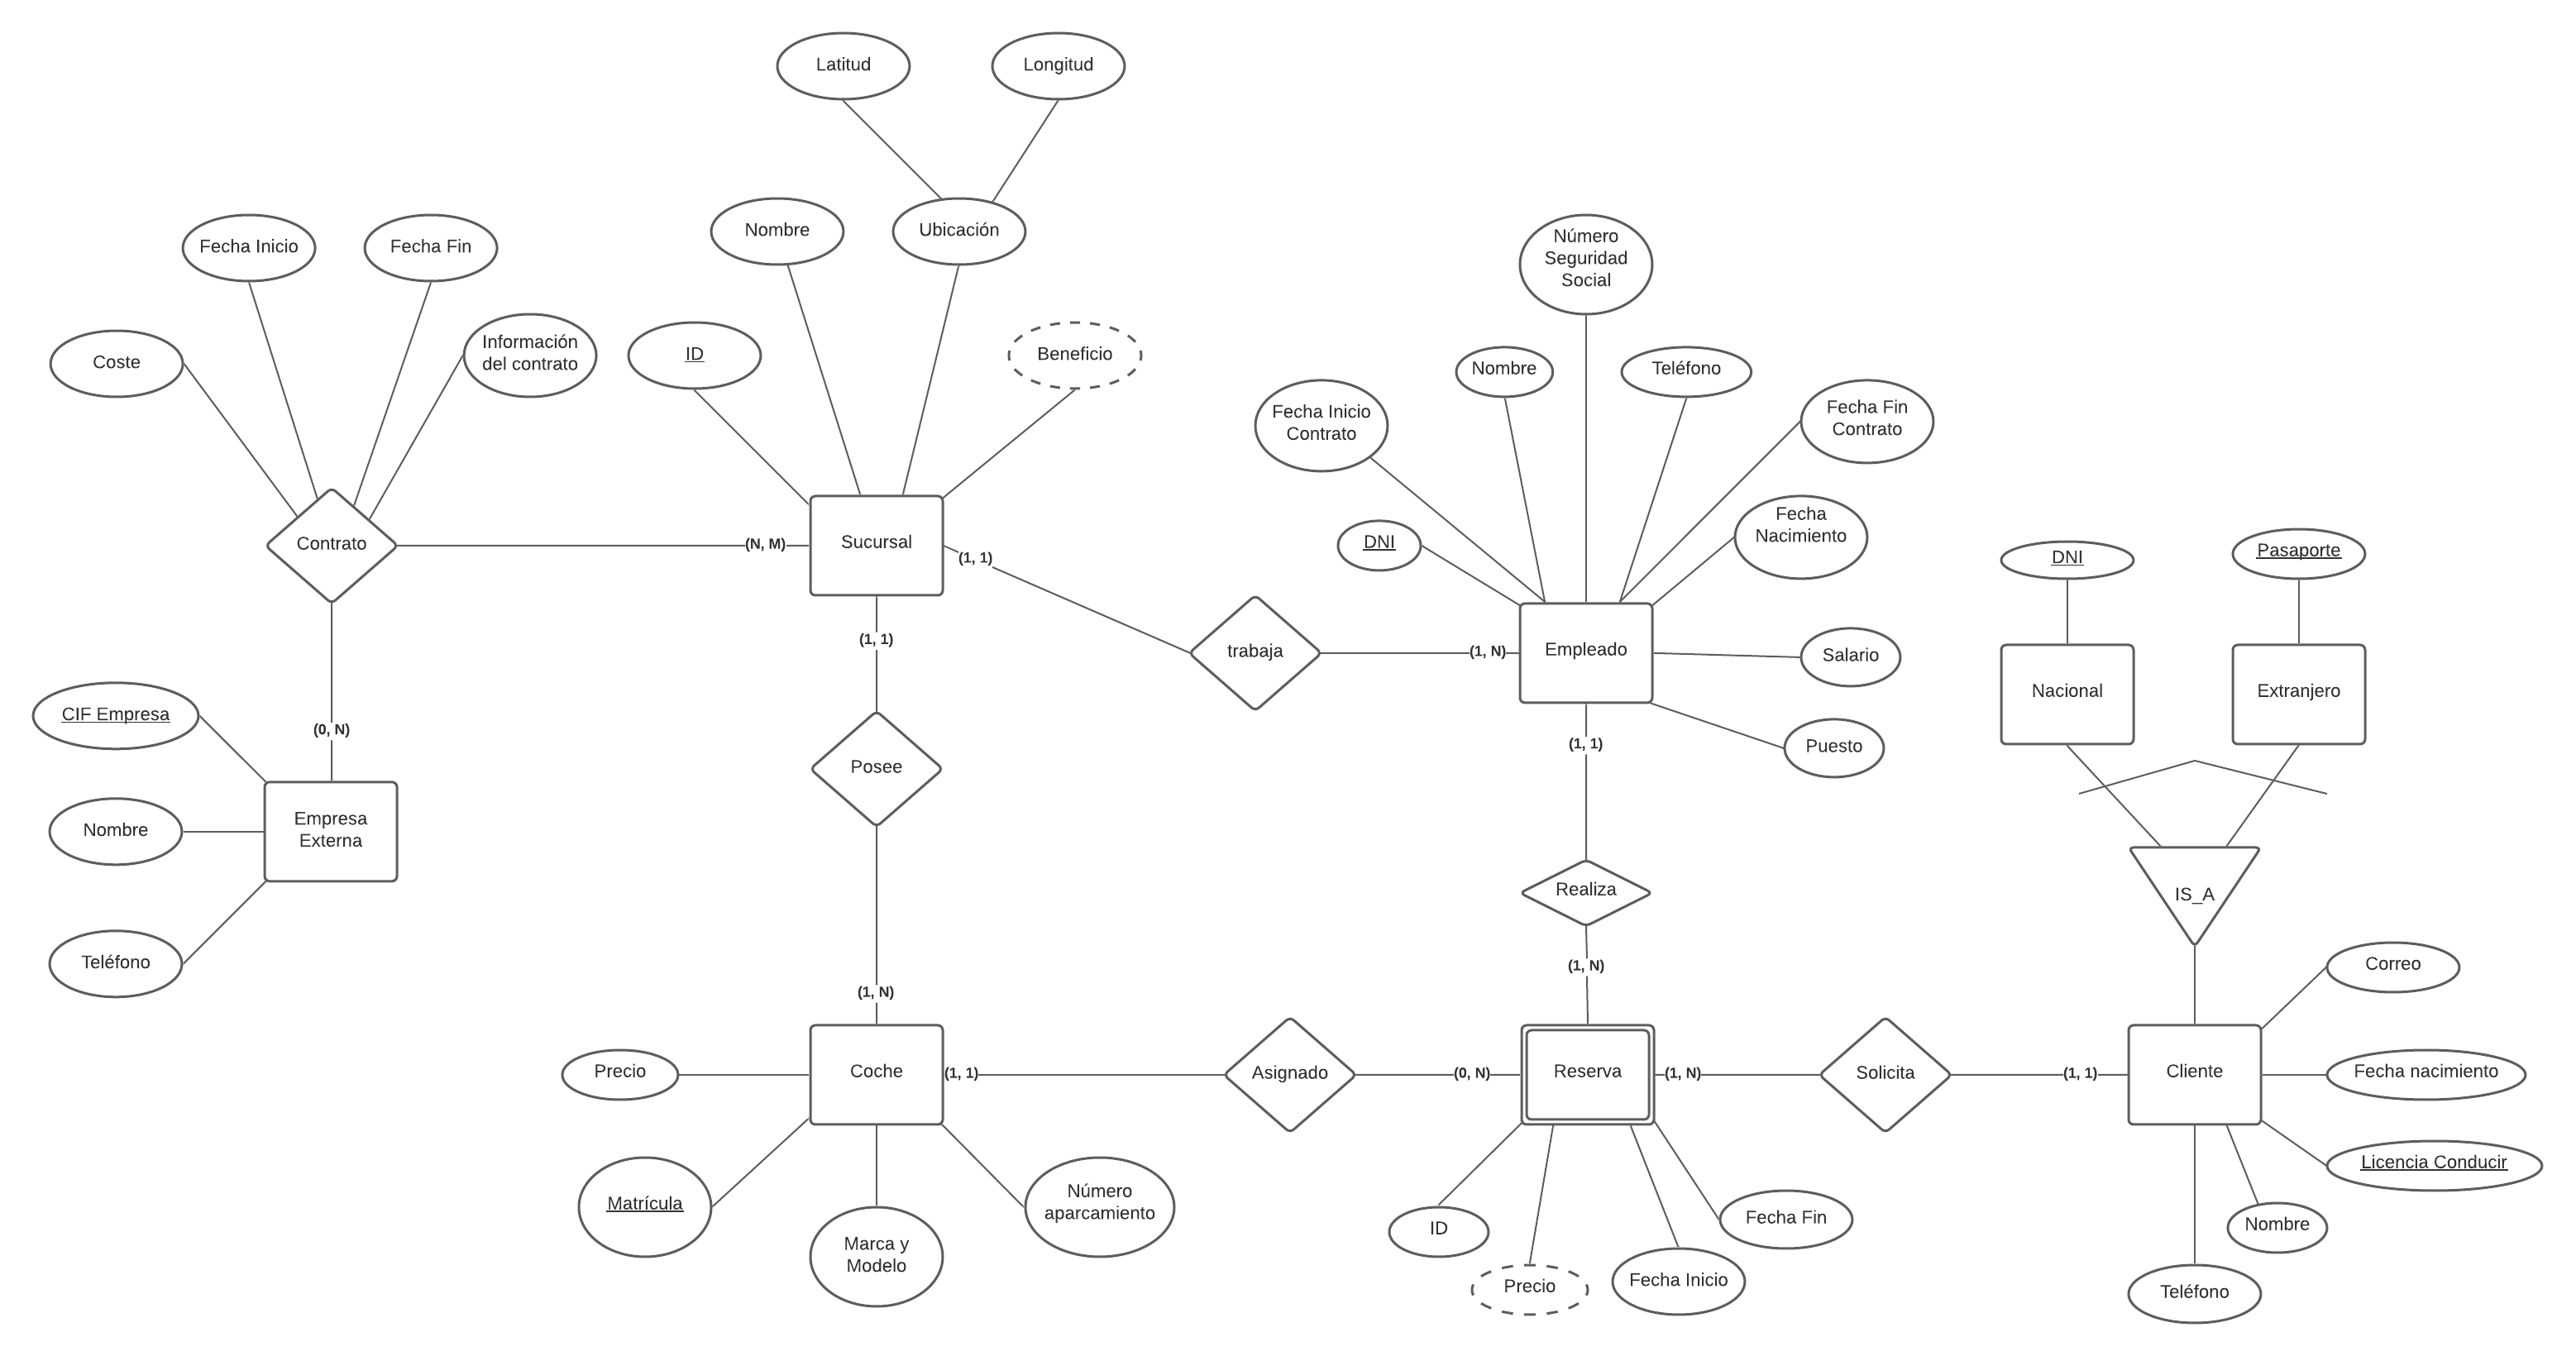 Latitud
Longitud
Nombre
Ubicación
Fecha Inicio
Fecha Fin
Número
Seguridad
Social
Coste
Información
del contrato
ID
Beneficio
Nombre
Teléfono
Fecha Inicio
Contrato
Fecha Fin
Contrato
Contrato
(N, M)
Sucursal
(1, 1)
DNI
Fecha
Nacimiento
DNI
Pasaporte
(1, 1)
trabaja
(1, N)
Empleado
Salario
Nacional
Extranjero
CIF Empresa
(0, N)
Posee
(1, 1)
Puesto
Nombre
Empresa
Externa
Realiza
IS_A
Teléfono
(1, N)
(1, N)
Correo
Precio
Coche
(1, 1)
Asignado
(0, N)
Reserva
(1, N)
Solicita
(1, 1)
Cliente
Fecha nacimiento
Matrícula
Número
aparcamiento
Licencia Conducir
Marca y
Modelo
ID
Fecha Fin
Nombre
Precio
Fecha Inicio
Teléfono